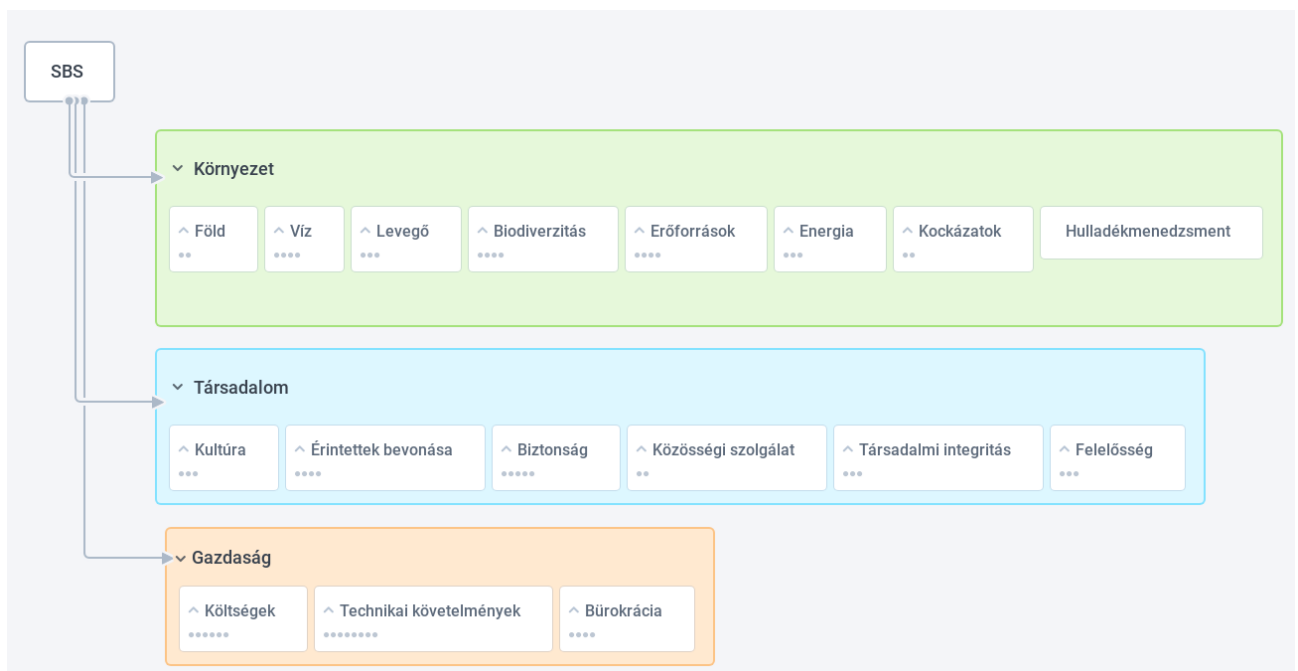 SBS
Környezet
Föld
Víz
Levegő
Biodiverzitás
Erőforrások
Energia
Kockázatok
Hulladékmenedzsment
Társadalom
Kultúra
Érintettek bevonása
Biztonság
Közösségi szolgálat
Társadalmi integritás
Felelősség
Gazdaság
Költségek
Technikai követelmények
Bürokrácia